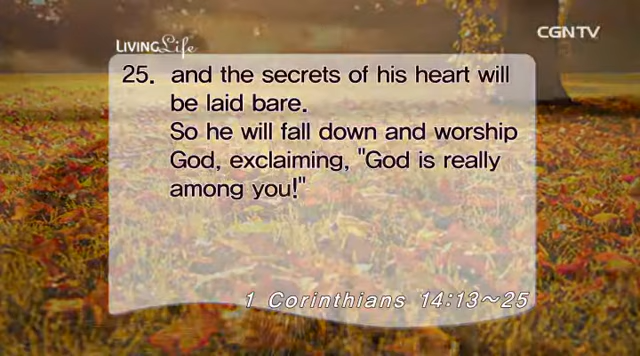 LIVING Life
CGNTV
25. and the secrets of his heart will
be laid bare.
So he will fall down and worship
God, exclaiming, "God is really
among you!"
1 Corinthians 14:13~25